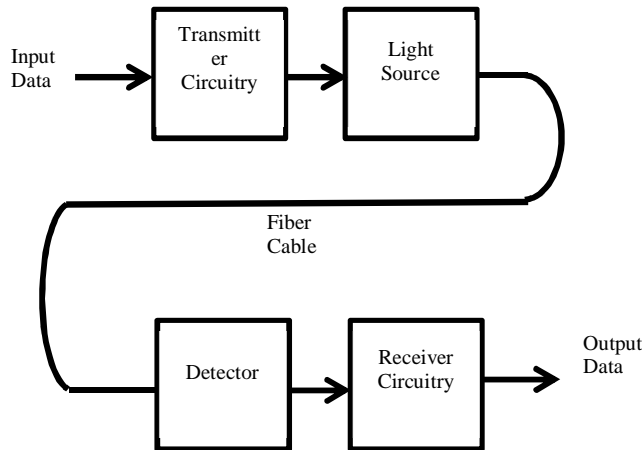 Input
Data
Transmitt
er
Circuitry
Light
Source
Fiber
Cable
Detector
Receiver
Circuitry
Output
Data